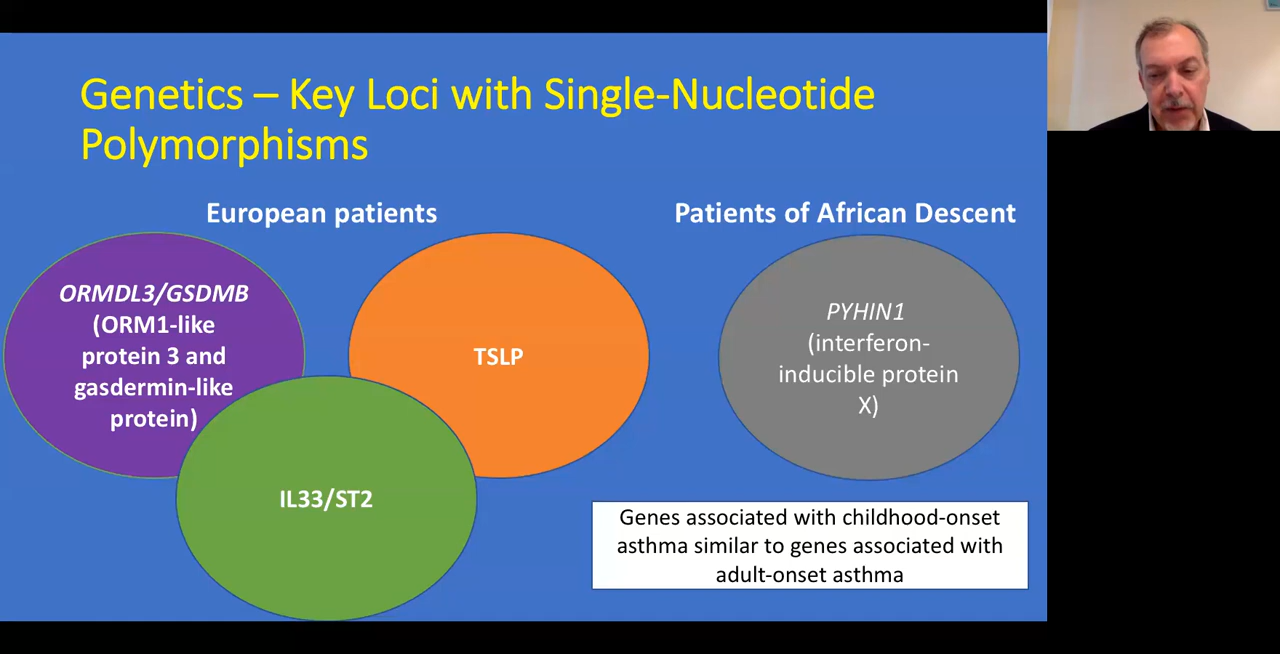 Genetics – Key Loci with Single-Nucleotide
Polymorphisms
European patients
Patients of African Descent
ORMDL3/GSDMB
(ORM1-like
protein 3 and
gasdermin-like
protein)
TSLP
IL33/ST2
PYHIN1
(interferon-
inducible protein
X)
Genes associated with childhood-onset
asthma similar to genes associated with
adult-onset asthma